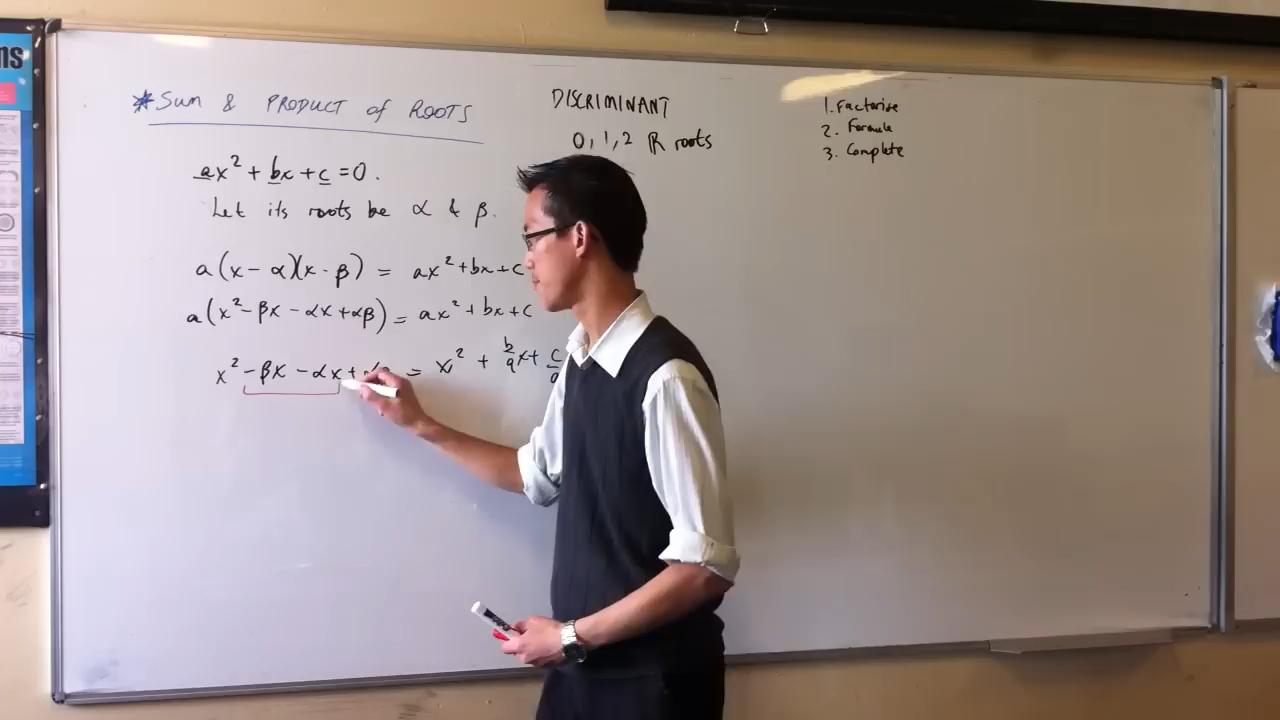 *Sum & PRODUCT of ROOTS
ax² + bx + c = 0.
Let its roots be α & β.
a(x - α)(x - β) = ax² + bx + c
a(x² - βx - αx + αβ) = ax² + bx + c
x² - βx - αx + = x² + b/a x + c/a
DISCRIMINANT
0, 1, 2 ℝ roots
1. Factorise
2. Formula
3. Complete
ns